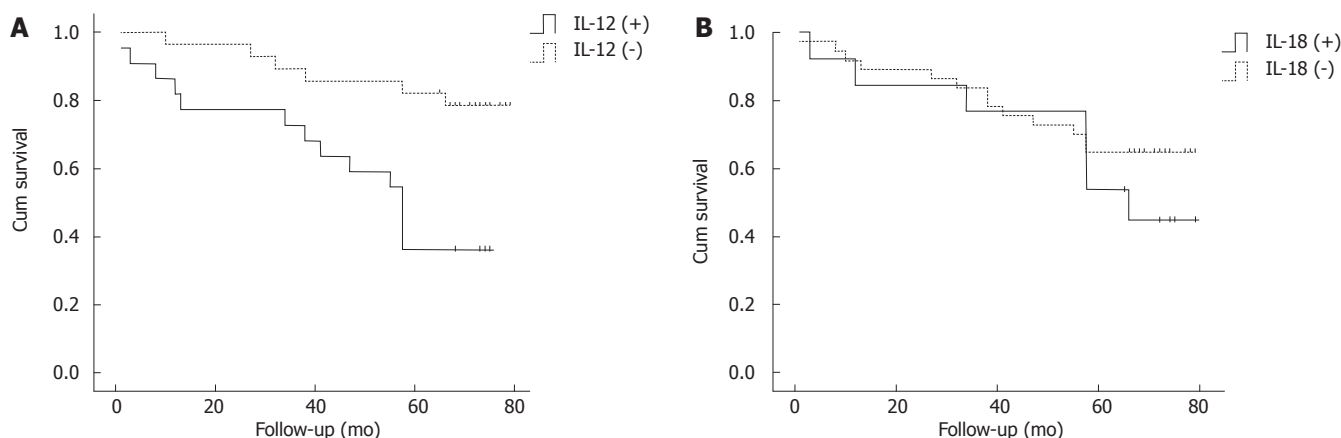 A
IL-12 (+)
IL-12 (-)
1.0
0.8
0.6
0.4
0.2
0.0
Cum survival
0 20 40 60 80
Follow-up (mo)
B
IL-18 (+)
IL-18 (-)
1.0
0.8
0.6
0.4
0.2
0.0
Cum survival
0 20 40 60 80
Follow-up (mo)